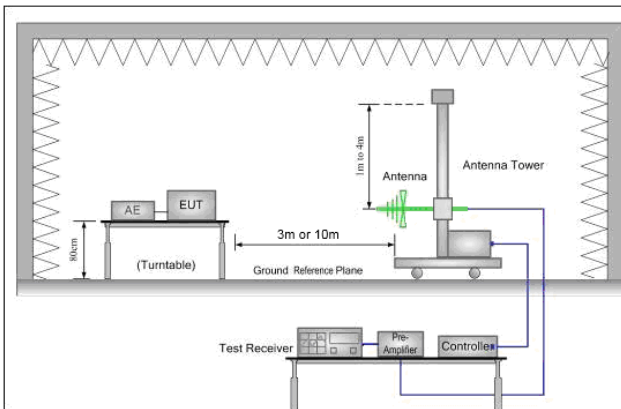 1m to 4m
Antenna
Antenna Tower
AE
EUT
80cm
(Turntable)
3m or 10m
Ground Reference Plane
Test Receiver
Pre-
Amplifier
Controller